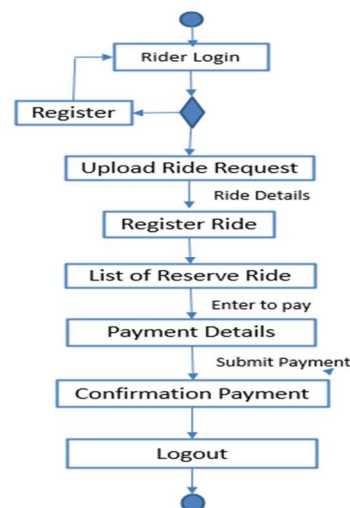 Rider Login
Register
Upload Ride Request
Ride Details
Register Ride
List of Reserve Ride
Enter to pay
Payment Details
Submit Payment
Confirmation Payment
Logout